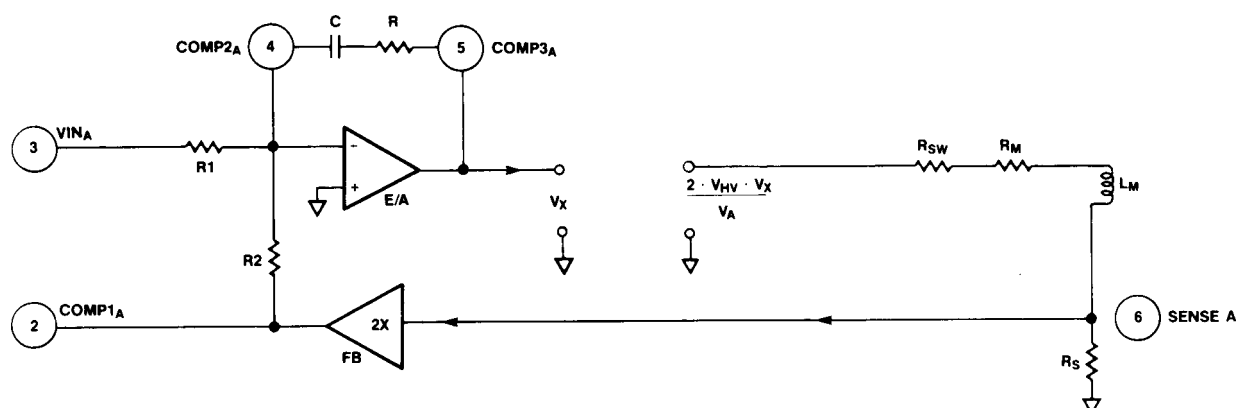 C
R
COMP2A
4
5
COMP3A
3
VINA
R1
-
+
E/A
VX
2 · VHV · VX
VA
RSW
RM
LM
R2
2
COMP1A
2X
FB
6
SENSE A
RS